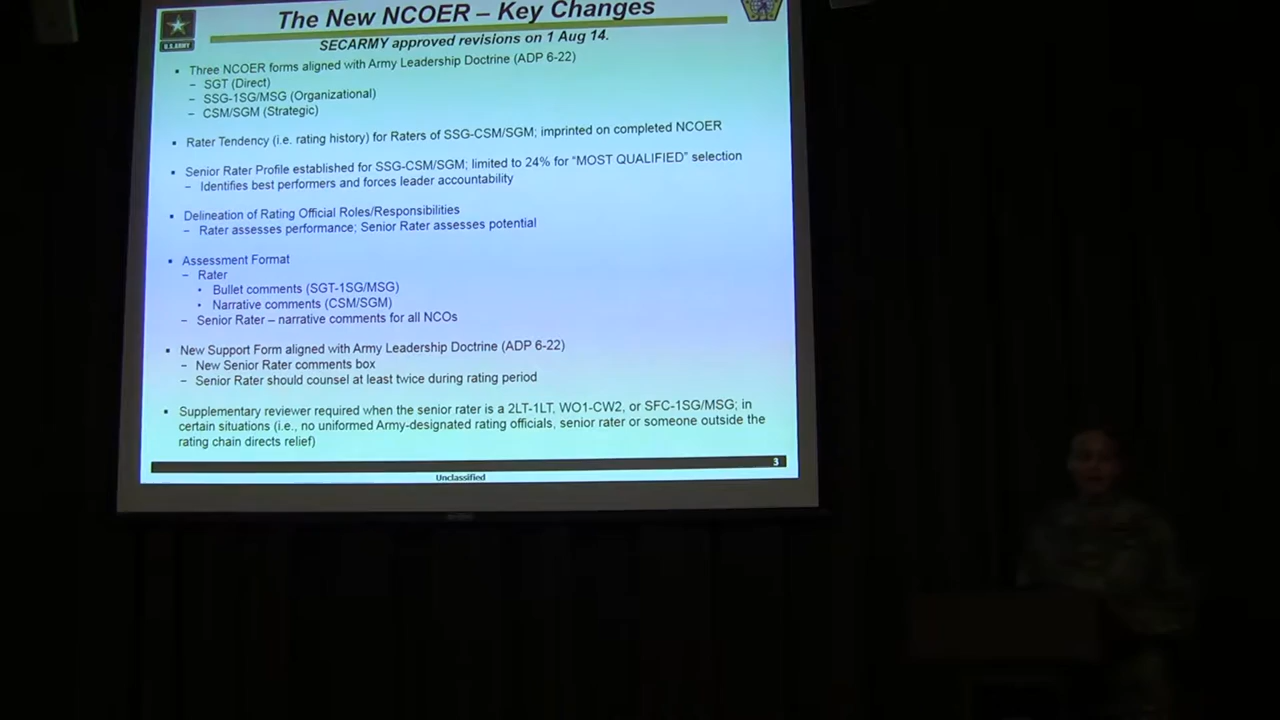 The New NCOER – Key Changes
SECARMY approved revisions on 1 Aug 14.
U.S.ARMY
▪ Three NCOER forms aligned with Army Leadership Doctrine (ADP 6-22)
– SGT (Direct)
– SSG-1SG/MSG (Organizational)
– CSM/SGM (Strategic)
▪ Rater Tendency (i.e. rating history) for Raters of SSG-CSM/SGM; imprinted on completed NCOER
▪ Senior Rater Profile established for SSG-CSM/SGM; limited to 24% for “MOST QUALIFIED” selection
– Identifies best performers and forces leader accountability
▪ Delineation of Rating Official Roles/Responsibilities
– Rater assesses performance; Senior Rater assesses potential
▪ Assessment Format
– Rater
• Bullet comments (SGT-1SG/MSG)
• Narrative comments (CSM/SGM)
– Senior Rater – narrative comments for all NCOs
▪ New Support Form aligned with Army Leadership Doctrine (ADP 6-22)
– New Senior Rater comments box
– Senior Rater should counsel at least twice during rating period
▪ Supplementary reviewer required when the senior rater is a 2LT-1LT, WO1-CW2, or SFC-1SG/MSG; in
certain situations (i.e., no uniformed Army-designated rating officials, senior rater or someone outside the
rating chain directs relief)
3
Unclassified